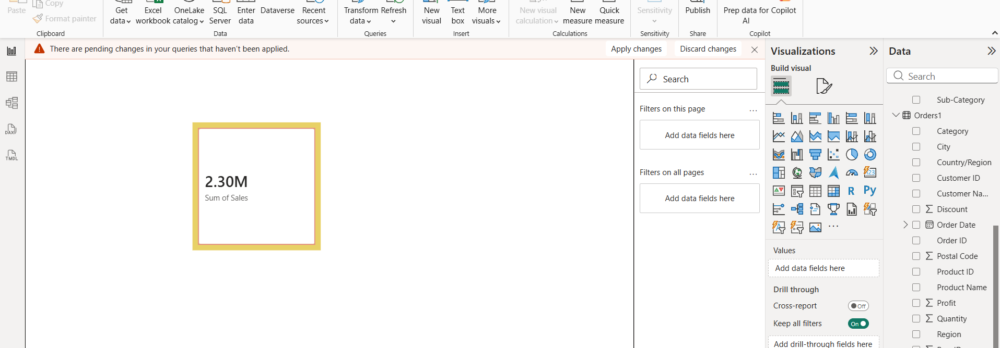 Paste
Copy
Format painter
Clipboard
Get data
Excel workbook
OneLake catalog
SQL Server
Enter data
Dataverse
Recent sources
Data
Transform data
Refresh
Queries
New visual
Text box
More visuals
Insert
New visual calculation
New measure
Quick measure
Calculations
Sensitivity
Sensitivity
Publish
Share
Prep data for AI
Copilot
Copilot
There are pending changes in your queries that haven't been applied.
Apply changes
Discard changes
DAX
TMDL
2.30M
Sum of Sales
Search
Filters on this page
...
Add data fields here
Filters on all pages
...
Add data fields here
Visualizations
Build visual
123
R
Py
...
Values
Add data fields here
Drill through
Cross-report
Off
Keep all filters
On
Add drill-through fields here
Data
Search
Sub-Category
Orders1
Category
City
Country/Region
Customer ID
Customer Na...
Discount
Order Date
Order ID
Postal Code
Product ID
Product Name
Profit
Quantity
Region